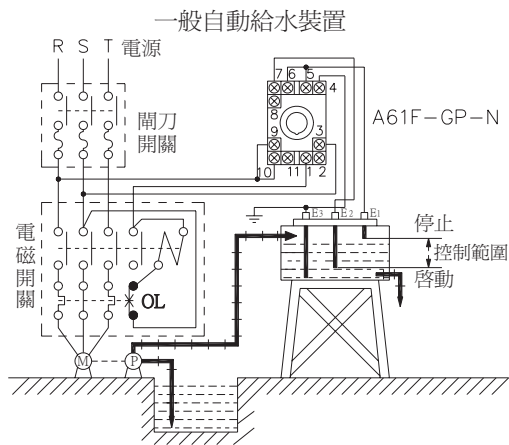 一般自動給水裝置
R S T 電源
閘刀
開關
7 6 5 4
8
9 3
10 11 1 2
A61F-GP-N
電磁開關
OL
M P
E3 E2 E1
停止
控制範圍
啓動